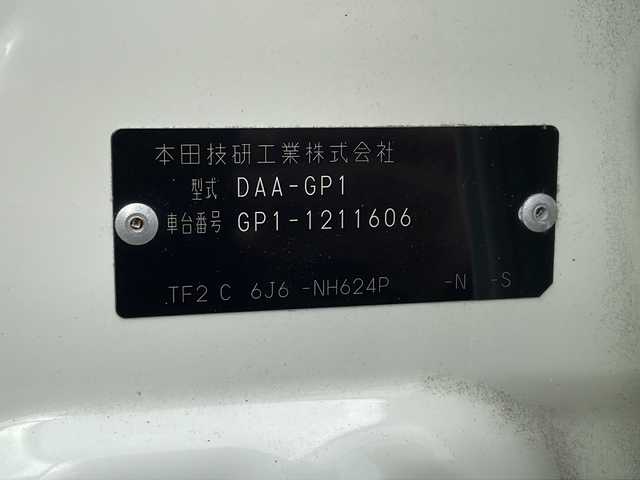 本田技研工業株式会社
型式 DAA-GP1
車台番号 GP1-1211606
TF2 C 6J6 -NH624P -N -S